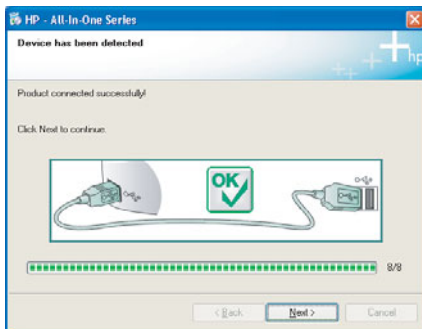 HP - All-In-One Series
Device has been detected
hp
Product connected successfully!
Click Next to continue.
OK
8/8
< Back
Next >
Cancel